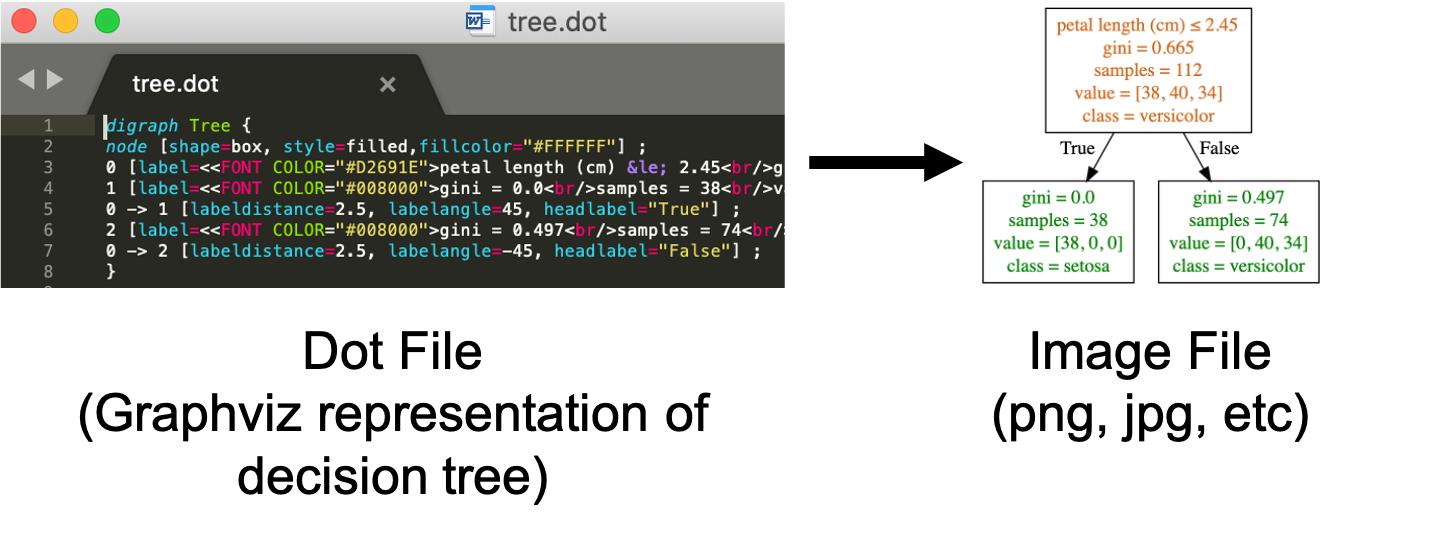 tree.dot
tree.dot
1 digraph Tree {
2 node [shape=box, style=filled,fillcolor="#FFFFFF"] ;
3 0 [label=<<FONT COLOR="#D2691E">petal length (cm) &le; 2.45<br/>g
4 1 [label=<<FONT COLOR="#008000">gini = 0.0<br/>samples = 38<br/>v
5 0 -> 1 [labeldistance=2.5, labelangle=45, headlabel="True"] ;
6 2 [label=<<FONT COLOR="#008000">gini = 0.497<br/>samples = 74<br/>
7 0 -> 2 [labeldistance=2.5, labelangle=-45, headlabel="False"] ;
8 }
petal length (cm) ≤ 2.45
gini = 0.665
samples = 112
value = [38, 40, 34]
class = versicolor
True
False
gini = 0.0
samples = 38
value = [38, 0, 0]
class = setosa
gini = 0.497
samples = 74
value = [0, 40, 34]
class = versicolor
Dot File
(Graphviz representation of
decision tree)
Image File
(png, jpg, etc)